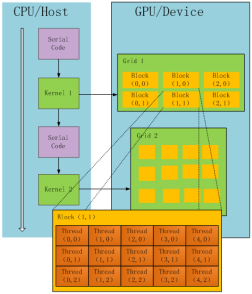 CPU/Host
GPU/Device
Serial
Code
Kernel 1
Serial
Code
Kernel 2
Grid 1
Block Block Block
(0,0) (1,0) (2,0)
Block Block Block
(0,1) (1,1) (2,1)
Grid 2
Block (1,1)
Thread Thread Thread Thread Thread
(0,0) (1,0) (2,0) (3,0) (4,0)
Thread Thread Thread Thread Thread
(0,1) (1,1) (2,1) (3,1) (4,1)
Thread Thread Thread Thread Thread
(0,2) (1,2) (2,2) (3,2) (4,2)